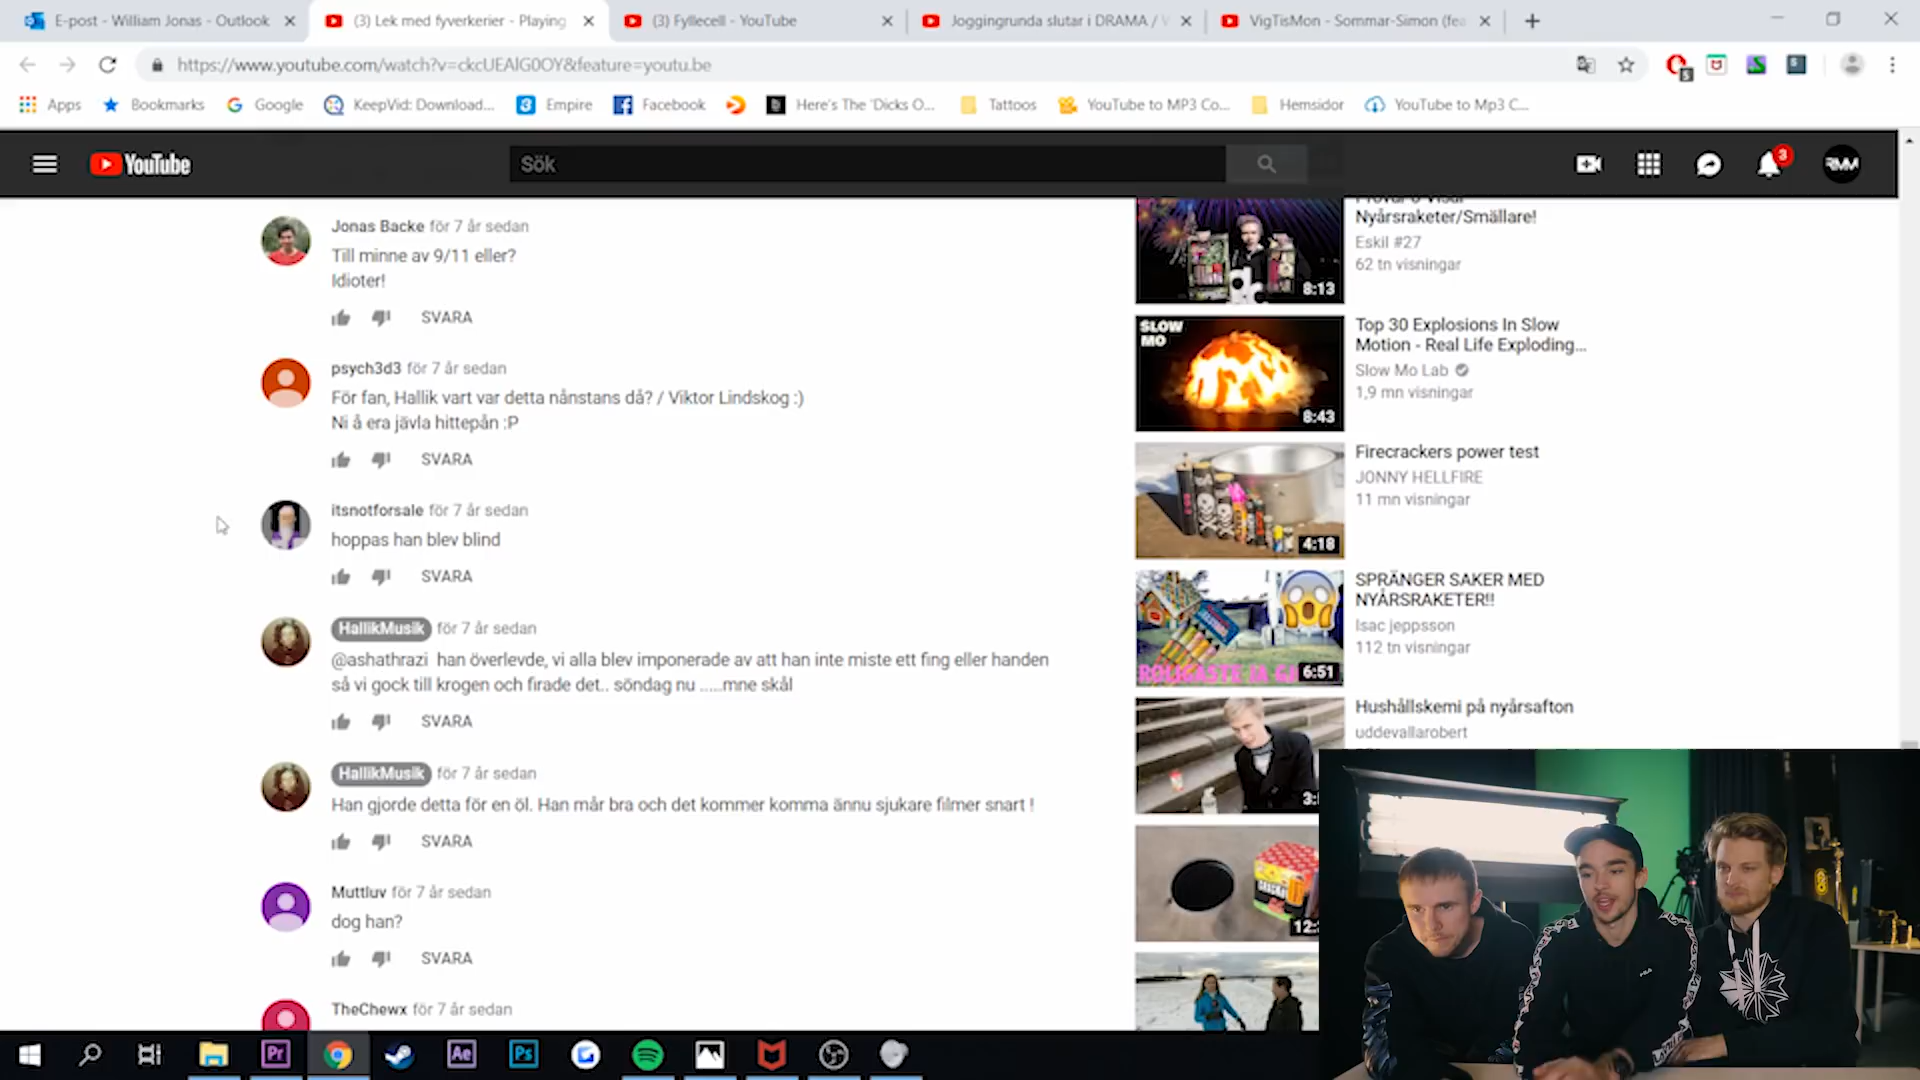 E-post - William Jonas - Outlook
(3) Lek med fyverkerier - Playing
(3) Fyllecell - YouTube
Joggingrunda slutar i DRAMA /
VigTisMon - Sommar-Simon (fea
https://www.youtube.com/watch?v=ckcUEAlG0OY&feature=youtu.be
Apps
Bookmarks
Google
KeepVid: Download...
Empire
Facebook
Here's The 'Dicks O...
Tattoos
YouTube to MP3 Co...
Hemsidor
YouTube to Mp3 C...
YouTube
Sök
3
RMM
Jonas Backe för 7 år sedan
Till minne av 9/11 eller?
Idioter!
SVARA
psych3d3 för 7 år sedan
För fan, Hallik vart var detta nånstans då? / Viktor Lindskog :)
Ni å era jävla hittepån :P
SVARA
itsnotforsale för 7 år sedan
hoppas han blev blind
SVARA
HallikMusik för 7 år sedan
@ashathrazi han överlevde, vi alla blev imponerade av att han inte miste ett fing eller handen
så vi gock till krogen och firade det.. söndag nu .....mne skål
SVARA
HallikMusik för 7 år sedan
Han gjorde detta för en öl. Han mår bra och det kommer komma ännu sjukare filmer snart !
SVARA
Muttluv för 7 år sedan
dog han?
SVARA
TheChewx för 7 år sedan
Nyårsraketer/Smällare!
Eskil #27
62 tn visningar
8:13
SLOW
MO
8:43
Top 30 Explosions In Slow
Motion - Real Life Exploding...
Slow Mo Lab
1,9 mn visningar
4:18
Firecrackers power test
JONNY HELLFIRE
11 mn visningar
6:51
SPRÄNGER SAKER MED
NYÅRSRAKETER!!
Isac jeppsson
112 tn visningar
Hushållskemi på nyårsafton
uddevallarobert
3:
12:
Pr
Ae
Ps